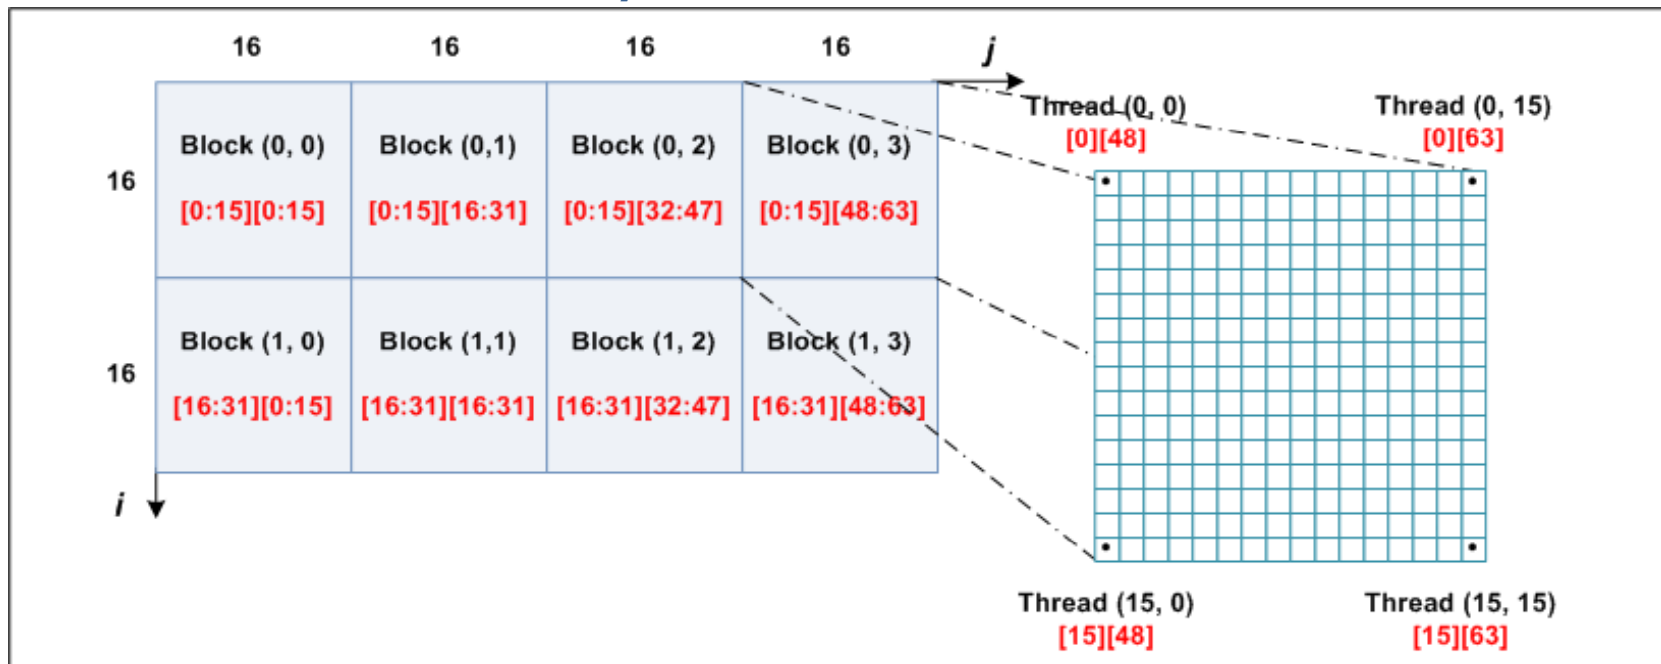 16 16 16 16 j
Thread (0, 0) Thread (0, 15)
[0][48] [0][63]
Block (0, 0) Block (0,1) Block (0, 2) Block (0, 3)
16
[0:15][0:15] [0:15][16:31] [0:15][32:47] [0:15][48:63]
Block (1, 0) Block (1,1) Block (1, 2) Block (1, 3)
16
[16:31][0:15] [16:31][16:31] [16:31][32:47] [16:31][48:63]
i
Thread (15, 0) Thread (15, 15)
[15][48] [15][63]